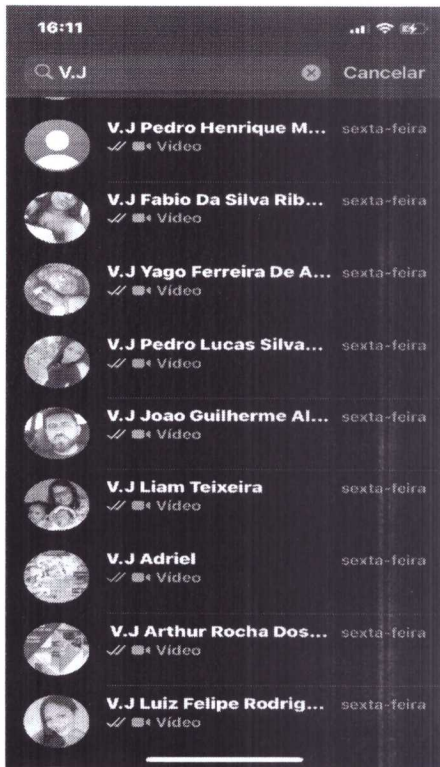 16:11
V.J
Cancelar
V.J Pedro Henrique M... sexta-feira
Vídeo
V.J Fabio Da Silva Rib... sexta-feira
Vídeo
V.J Yago Ferreira De A... sexta-feira
Vídeo
V.J Pedro Lucas Silva... sexta-feira
Vídeo
V.J Joao Guilherme Al... sexta-feira
Vídeo
V.J Liam Teixeira sexta-feira
Vídeo
V.J Adriel sexta-feira
Vídeo
V.J Arthur Rocha Dos... sexta-feira
Vídeo
V.J Luiz Felipe Rodrig... sexta-feira
Vídeo